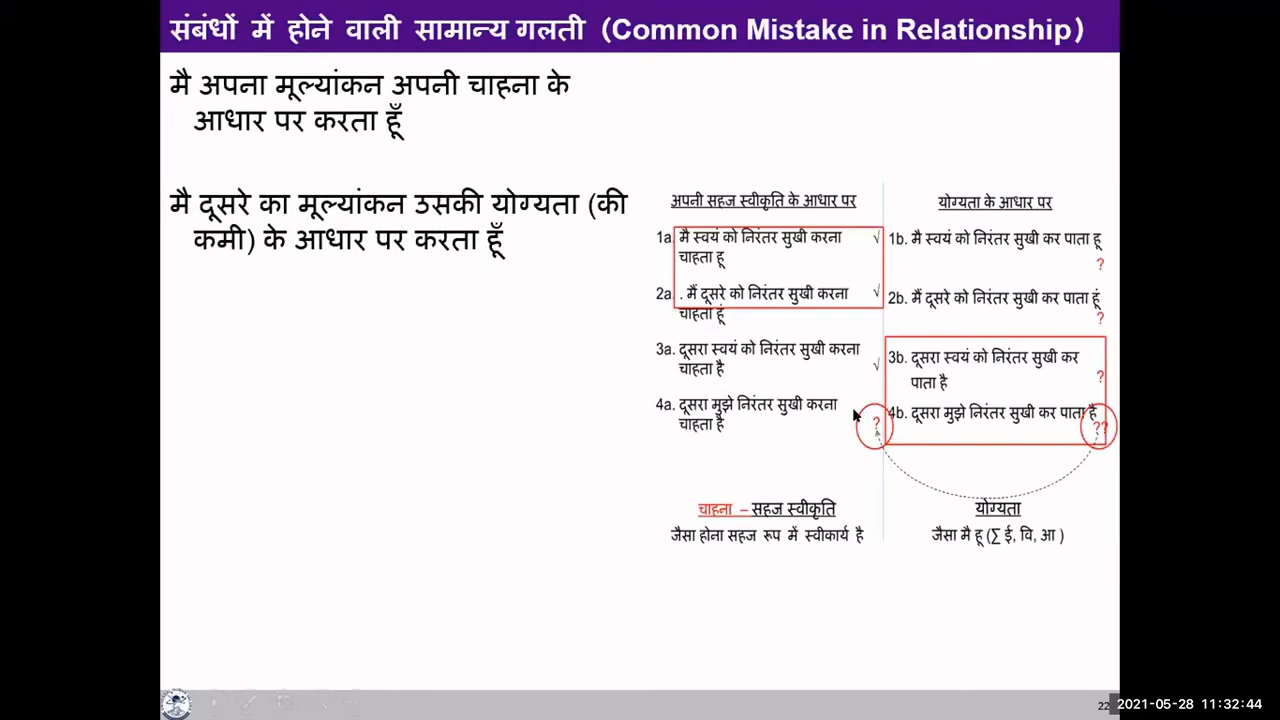 संबंधों में होने वाली सामान्य गलती (Common Mistake in Relationship)
मै अपना मूल्यांकन अपनी चाहना के
आधार पर करता हूँ
मै दूसरे का मूल्यांकन उसकी योग्यता (की
कमी) के आधार पर करता हूँ
अपनी सहज स्वीकृति के आधार पर
1a. मै स्वयं को निरंतर सुखी करना √
चाहता हू
2a. . मैं दूसरे को निरंतर सुखी करना √
चाहता हूं
3a. दूसरा स्वयं को निरंतर सुखी करना
चाहता है √
4a. दूसरा मुझे निरंतर सुखी करना
चाहता है ?
योग्यता के आधार पर
1b. मै स्वयं को निरंतर सुखी कर पाता हू
?
2b. मैं दूसरे को निरंतर सुखी कर पाता हूं
?
3b. दूसरा स्वयं को निरंतर सुखी कर
पाता है ?
4b. दूसरा मुझे निरंतर सुखी कर पाता है
??
चाहना – सहज स्वीकृति
जैसा होना सहज रूप में स्वीकार्य है
योग्यता
जैसा मै हू (∑ ई, वि, आ )
22
2021-05-28 11:32:44